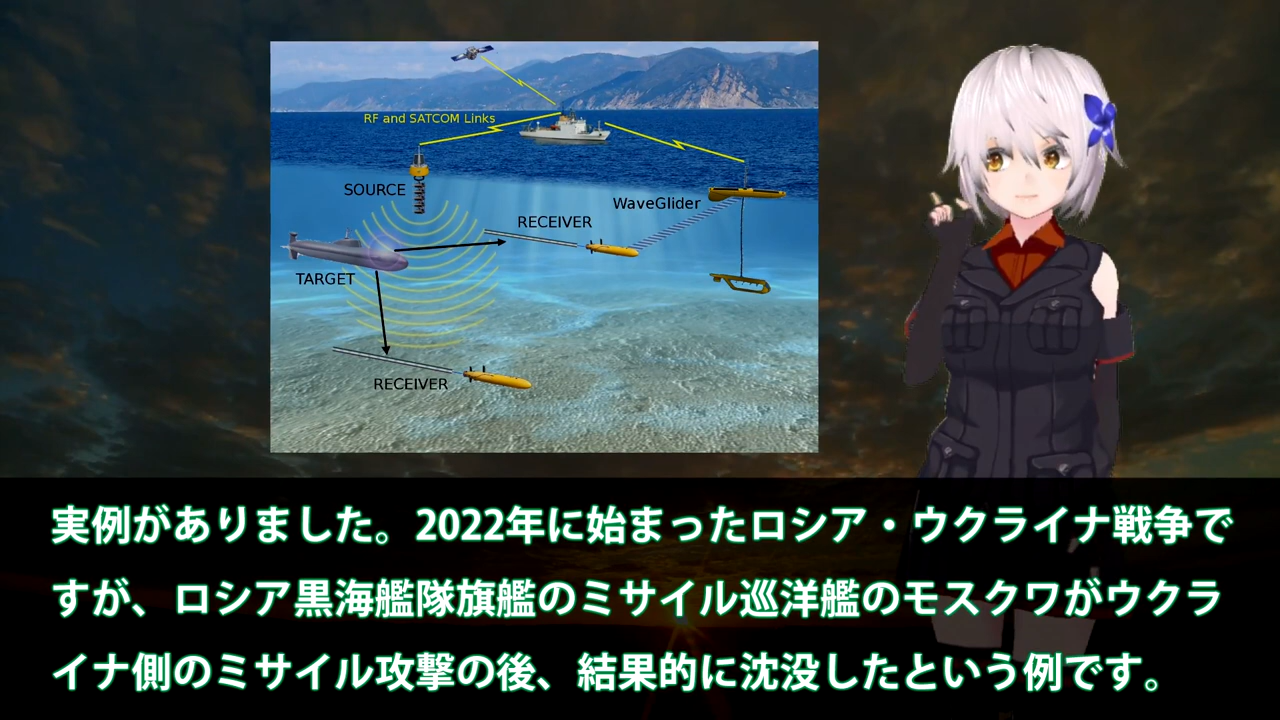 RF and SATCOM Links
SOURCE
WaveGlider
RECEIVER
TARGET
RECEIVER
実例がありました。2022年に始まったロシア・ウクライナ戦争で
すが、ロシア黒海艦隊旗艦のミサイル巡洋艦のモスクワがウクラ
イナ側のミサイル攻撃の後、結果的に沈没したという例です。